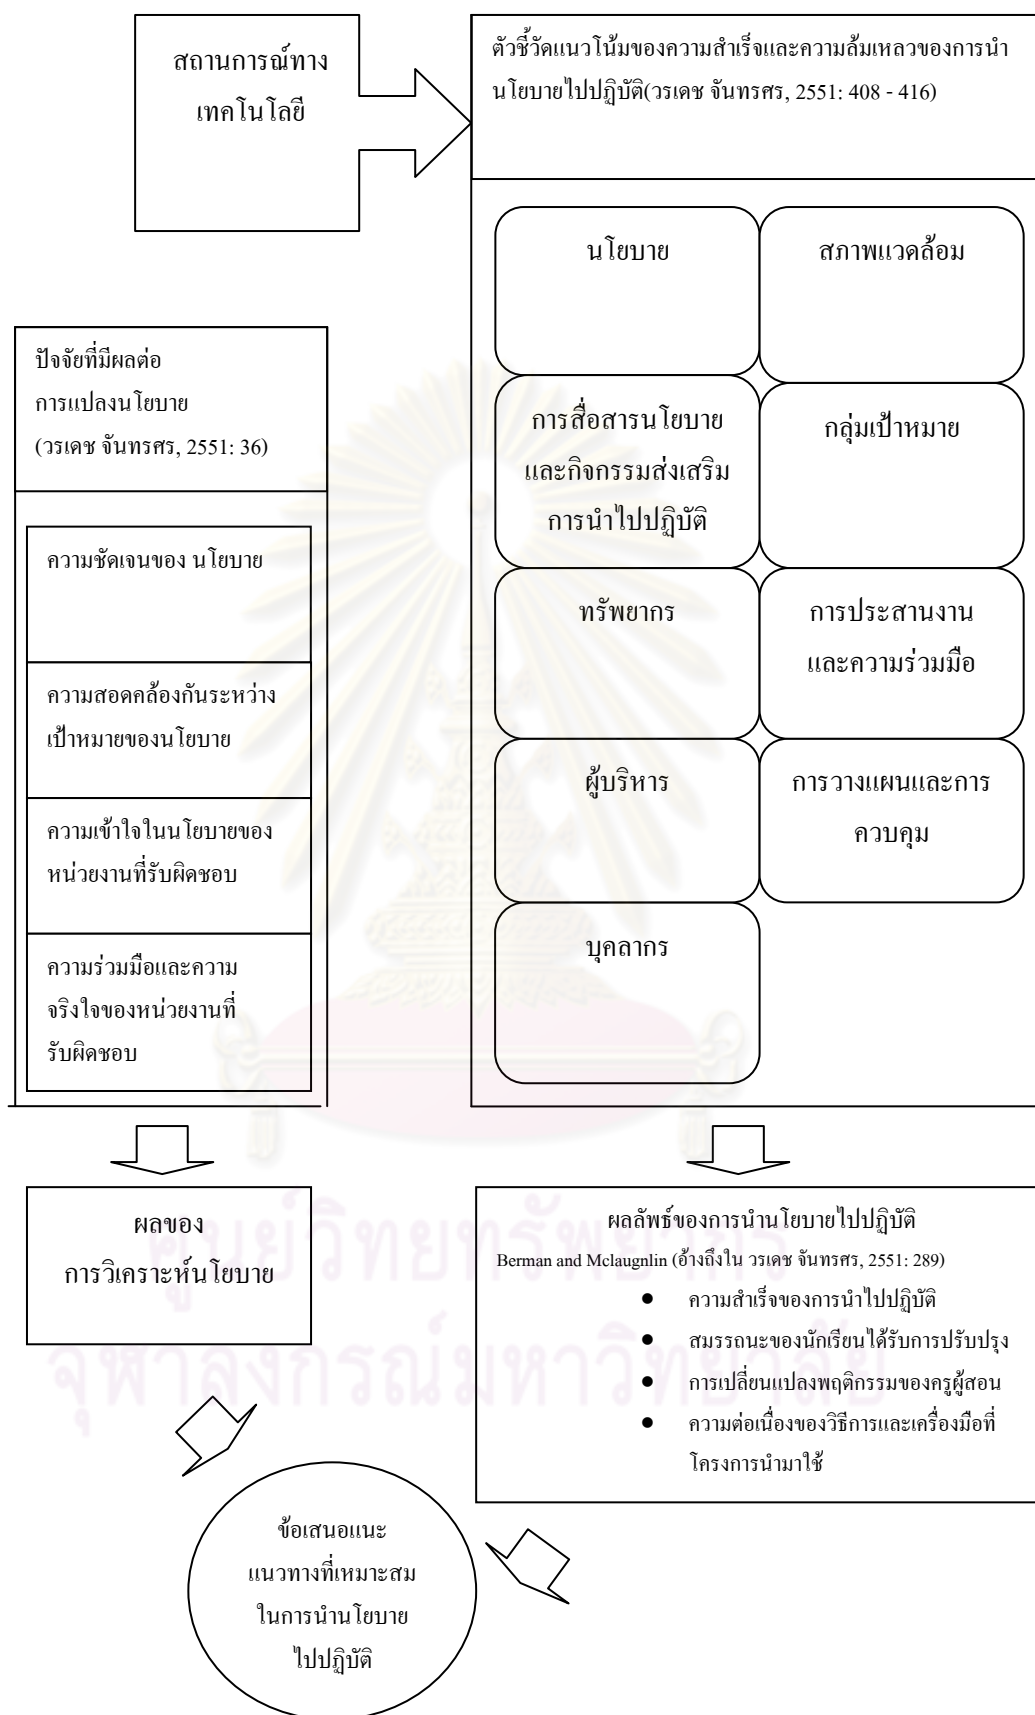 สถานการณ์ทาง
เทคโนโลยี
ตัวชี้วัดแนวโน้มของความสำเร็จและความล้มเหลวของการนำ
นโยบายไปปฏิบัติ(วรเดช จันทรศร, 2551: 408 - 416)
นโยบาย
สภาพแวดล้อม
การสื่อสารนโยบาย
และกิจกรรมส่งเสริม
การนำไปปฏิบัติ
กลุ่มเป้าหมาย
ทรัพยากร
การประสานงาน
และความร่วมมือ
ผู้บริหาร
การวางแผนและการ
ควบคุม
บุคลากร
ปัจจัยที่มีผลต่อ
การแปลงนโยบาย
(วรเดช จันทรศร, 2551: 36)
ความชัดเจนของ นโยบาย
ความสอดคล้องกันระหว่าง
เป้าหมายของนโยบาย
ความเข้าใจในนโยบายของ
หน่วยงานที่รับผิดชอบ
ความร่วมมือและความ
จริงใจของหน่วยงานที่
รับผิดชอบ
ผลของ
การวิเคราะห์นโยบาย
ผลลัพธ์ของการนำนโยบายไปปฏิบัติ
Berman and Mclaugnlin (อ้างถึงใน วรเดช จันทรศร, 2551: 289)
● ความสำเร็จของการนำไปปฏิบัติ
● สมรรถนะของนักเรียนได้รับการปรับปรุง
● การเปลี่ยนแปลงพฤติกรรมของครูผู้สอน
● ความต่อเนื่องของวิธีการและเครื่องมือที่
โครงการนำมาใช้
ข้อเสนอแนะ
แนวทางที่เหมาะสม
ในการนำนโยบาย
ไปปฏิบัติ
ศูนย์วิทยทรัพยากร
จุฬาลงกรณ์มหาวิทยาลัย